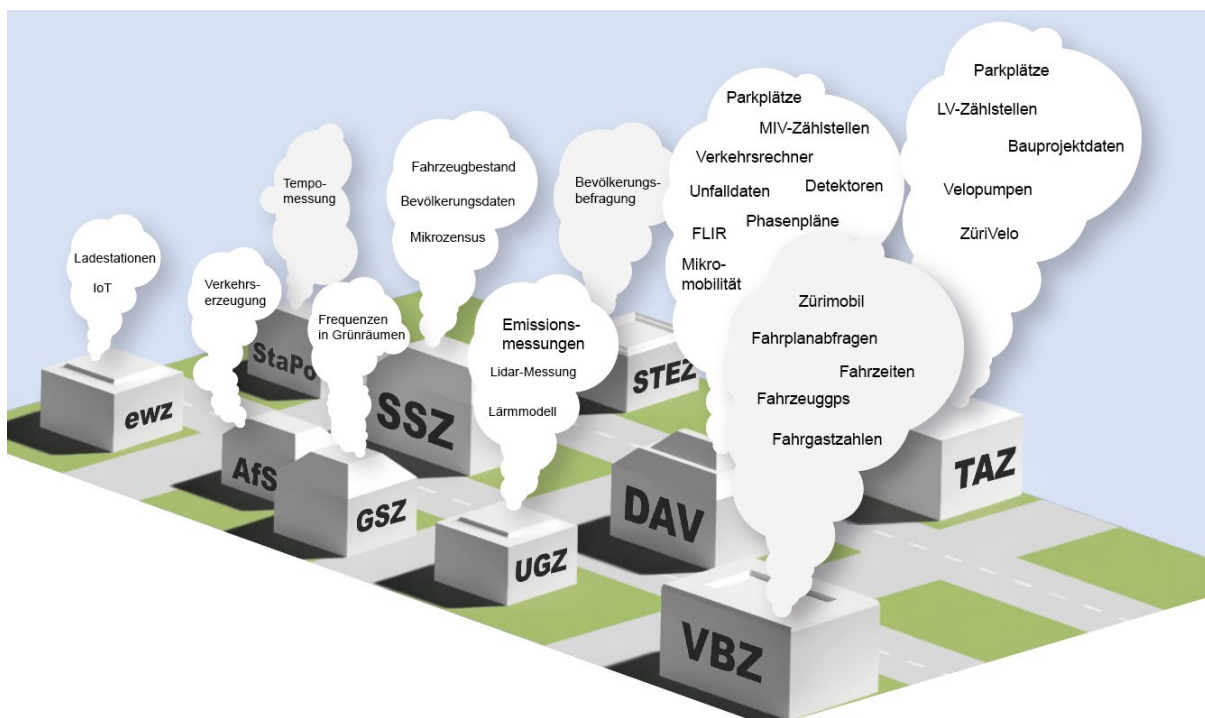 Ladestationen
IoT
ewz
Verkehrs-
erzeugung
AfS
Tempo-
messung
StaPo
Frequenzen
in Grünräumen
GSZ
Fahrzeugbestand
Bevölkerungsdaten
Mikrozensus
SSZ
Emissions-
messungen
Lidar-Messung
Lärmmodell
UGZ
Bevölkerungs-
befragung
STEZ
Parkplätze
MIV-Zählstellen
Verkehrsrechner
Unfalldaten
Detektoren
Phasenpläne
FLIR
Mikro-
mobilität
DAV
Zürimobil
Fahrplanabfragen
Fahrzeiten
Fahrzeuggps
Fahrgastzahlen
VBZ
Parkplätze
LV-Zählstellen
Bauprojektdaten
Velopumpen
ZüriVelo
TAZ